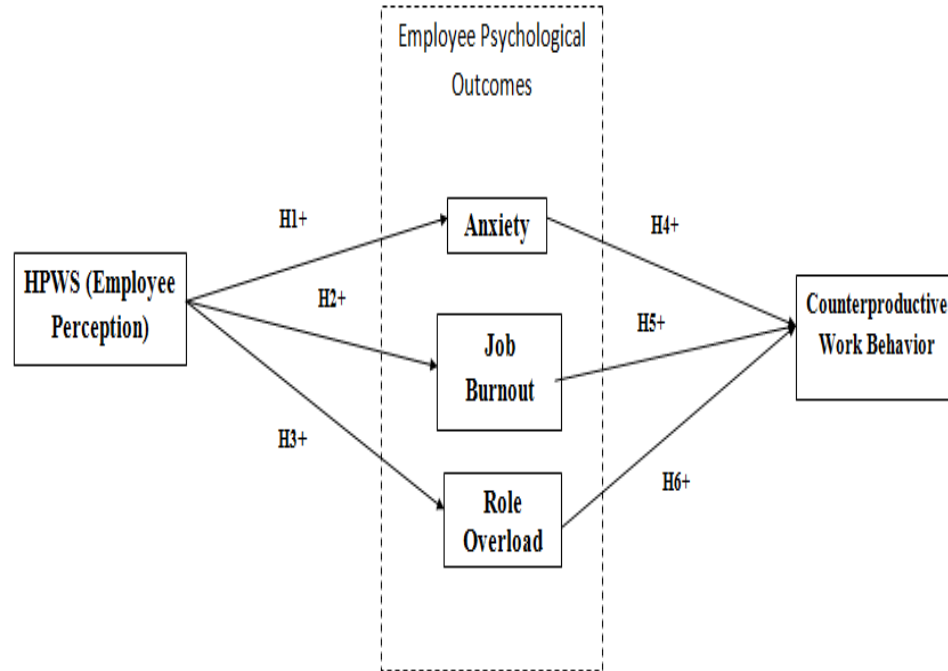 Employee Psychological
Outcomes
H1+
Anxiety
H4+
HPWS (Employee
Perception)
H2+
Job
Burnout
H5+
Counterproductive
Work Behavior
H3+
Role
Overload
H6+